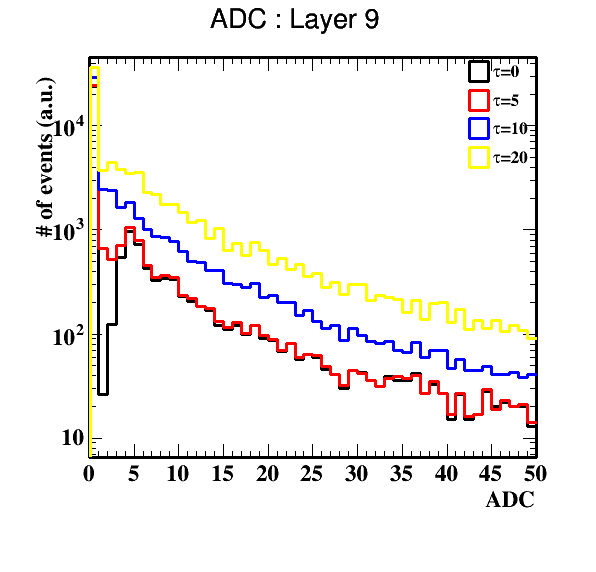 ADC : Layer 9
# of events (a.u.)
10⁴
10³
10²
10
τ=0
τ=5
τ=10
τ=20
0 5 10 15 20 25 30 35 40 45 50
ADC